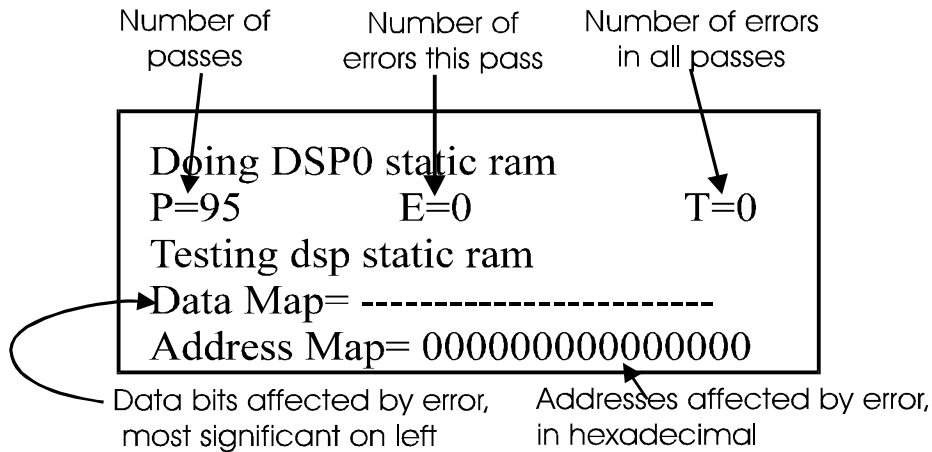 Number of passes
Number of errors this pass
Number of errors in all passes
Doing DSP0 static ram
P=95 E=0 T=0
Testing dsp static ram
Data Map= ------------------------
Address Map= 000000000000000
Data bits affected by error,
most significant on left
Addresses affected by error,
in hexadecimal